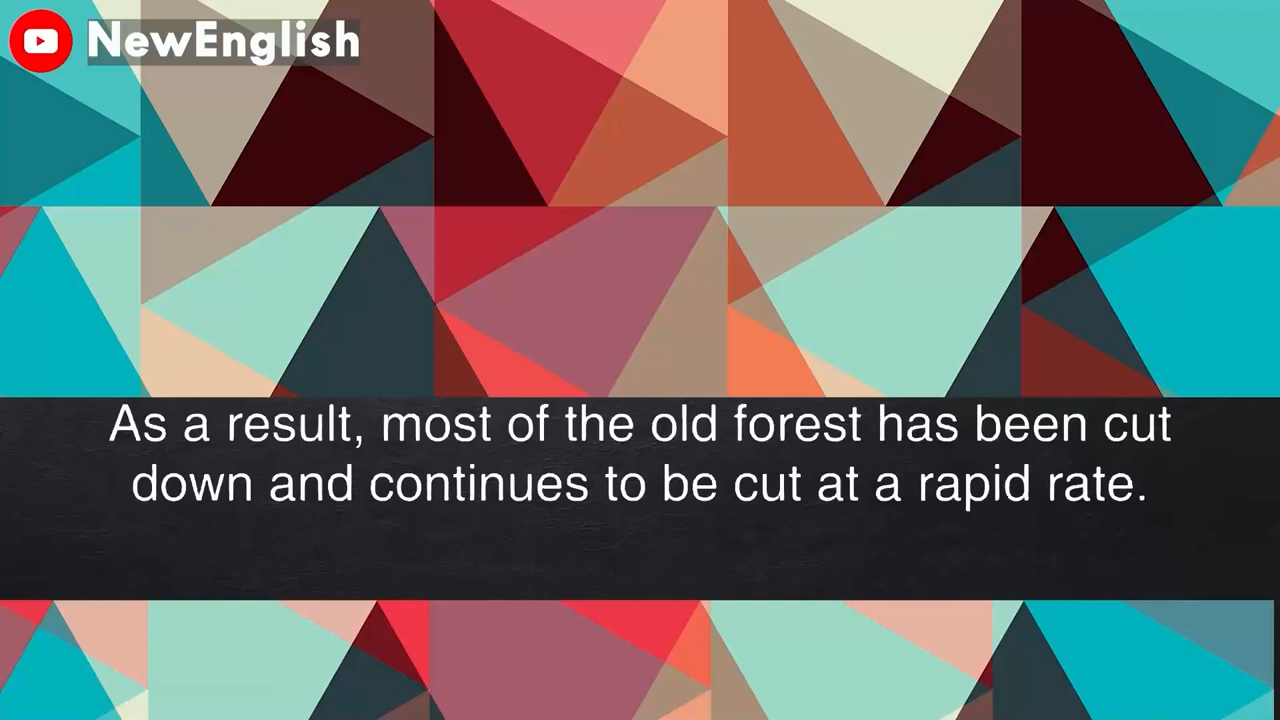 NewEnglish
As a result, most of the old forest has been cut
down and continues to be cut at a rapid rate.